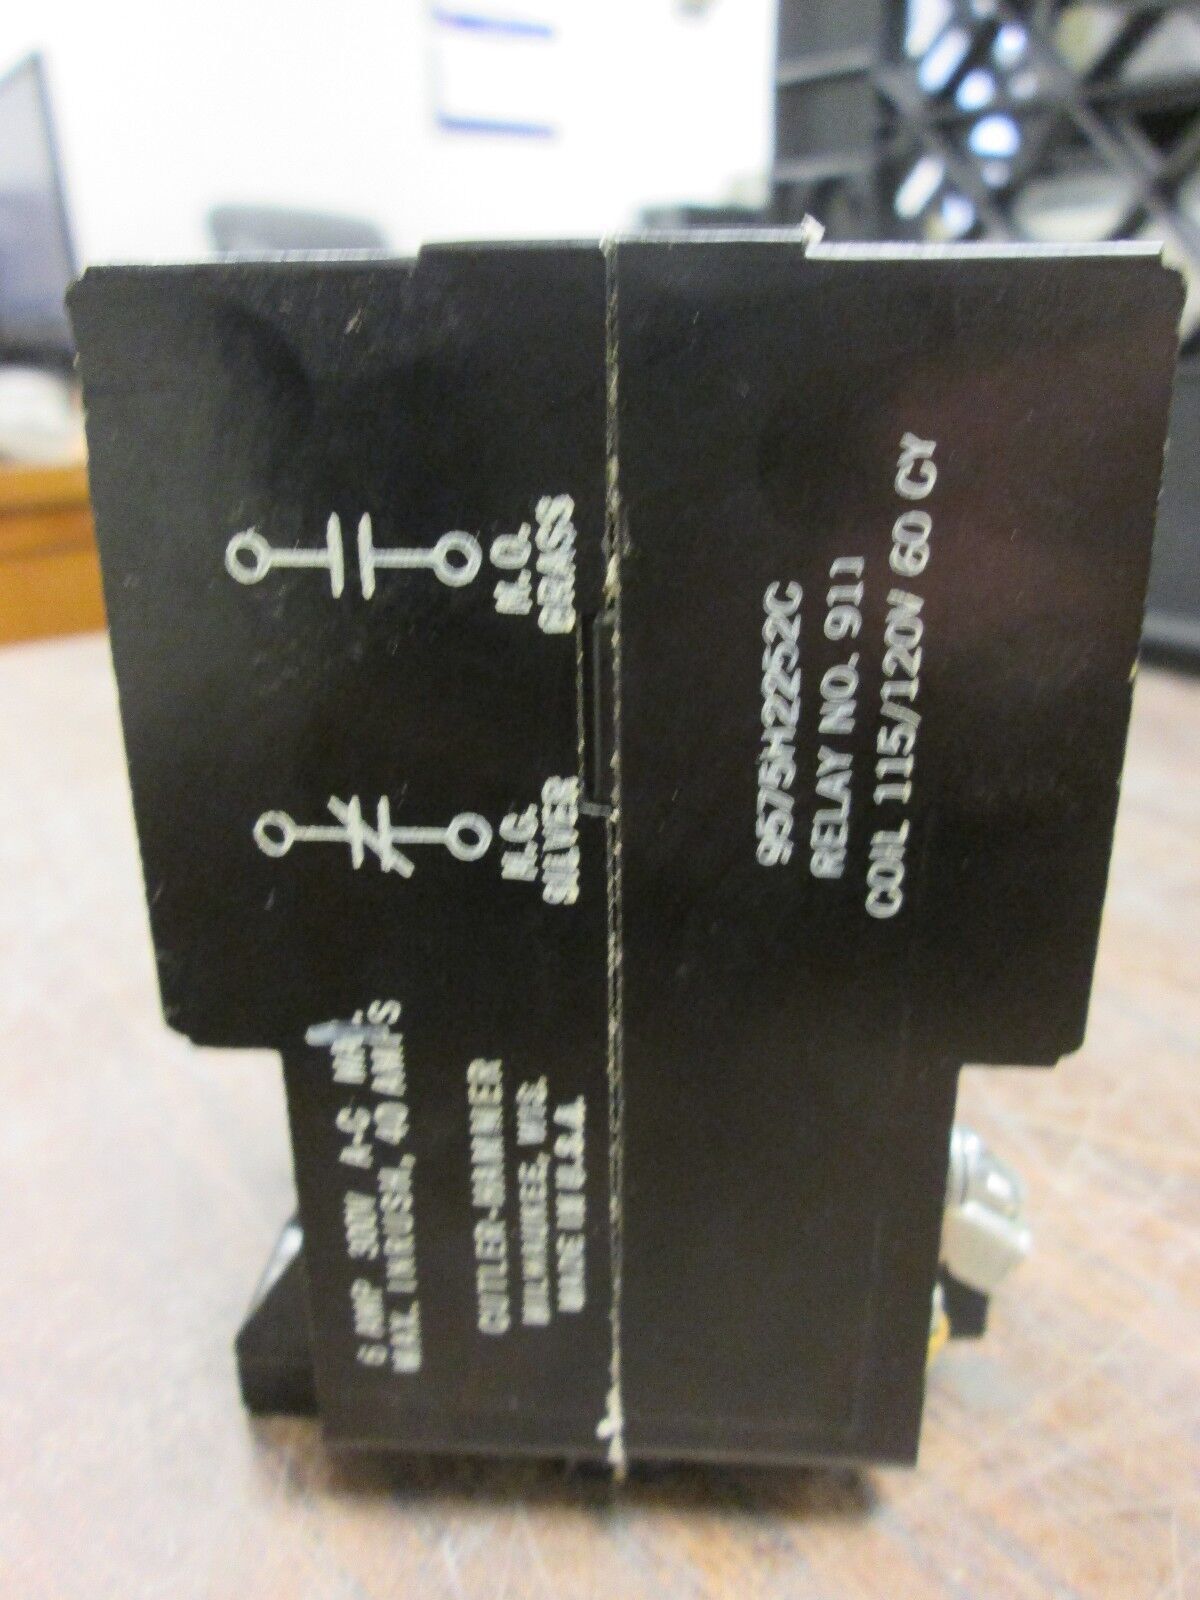 N.O.
BRASS
N.C.
SILVER
6 AMP 300V A-C MAX.
MAX. INRUSH, 40 AMPS
CUTLER-HAMMER
MILWAUKEE, WIS.
MADE IN U.S.A.
9575H2252C
RELAY NO. 911
COIL 115/120V 60 CY